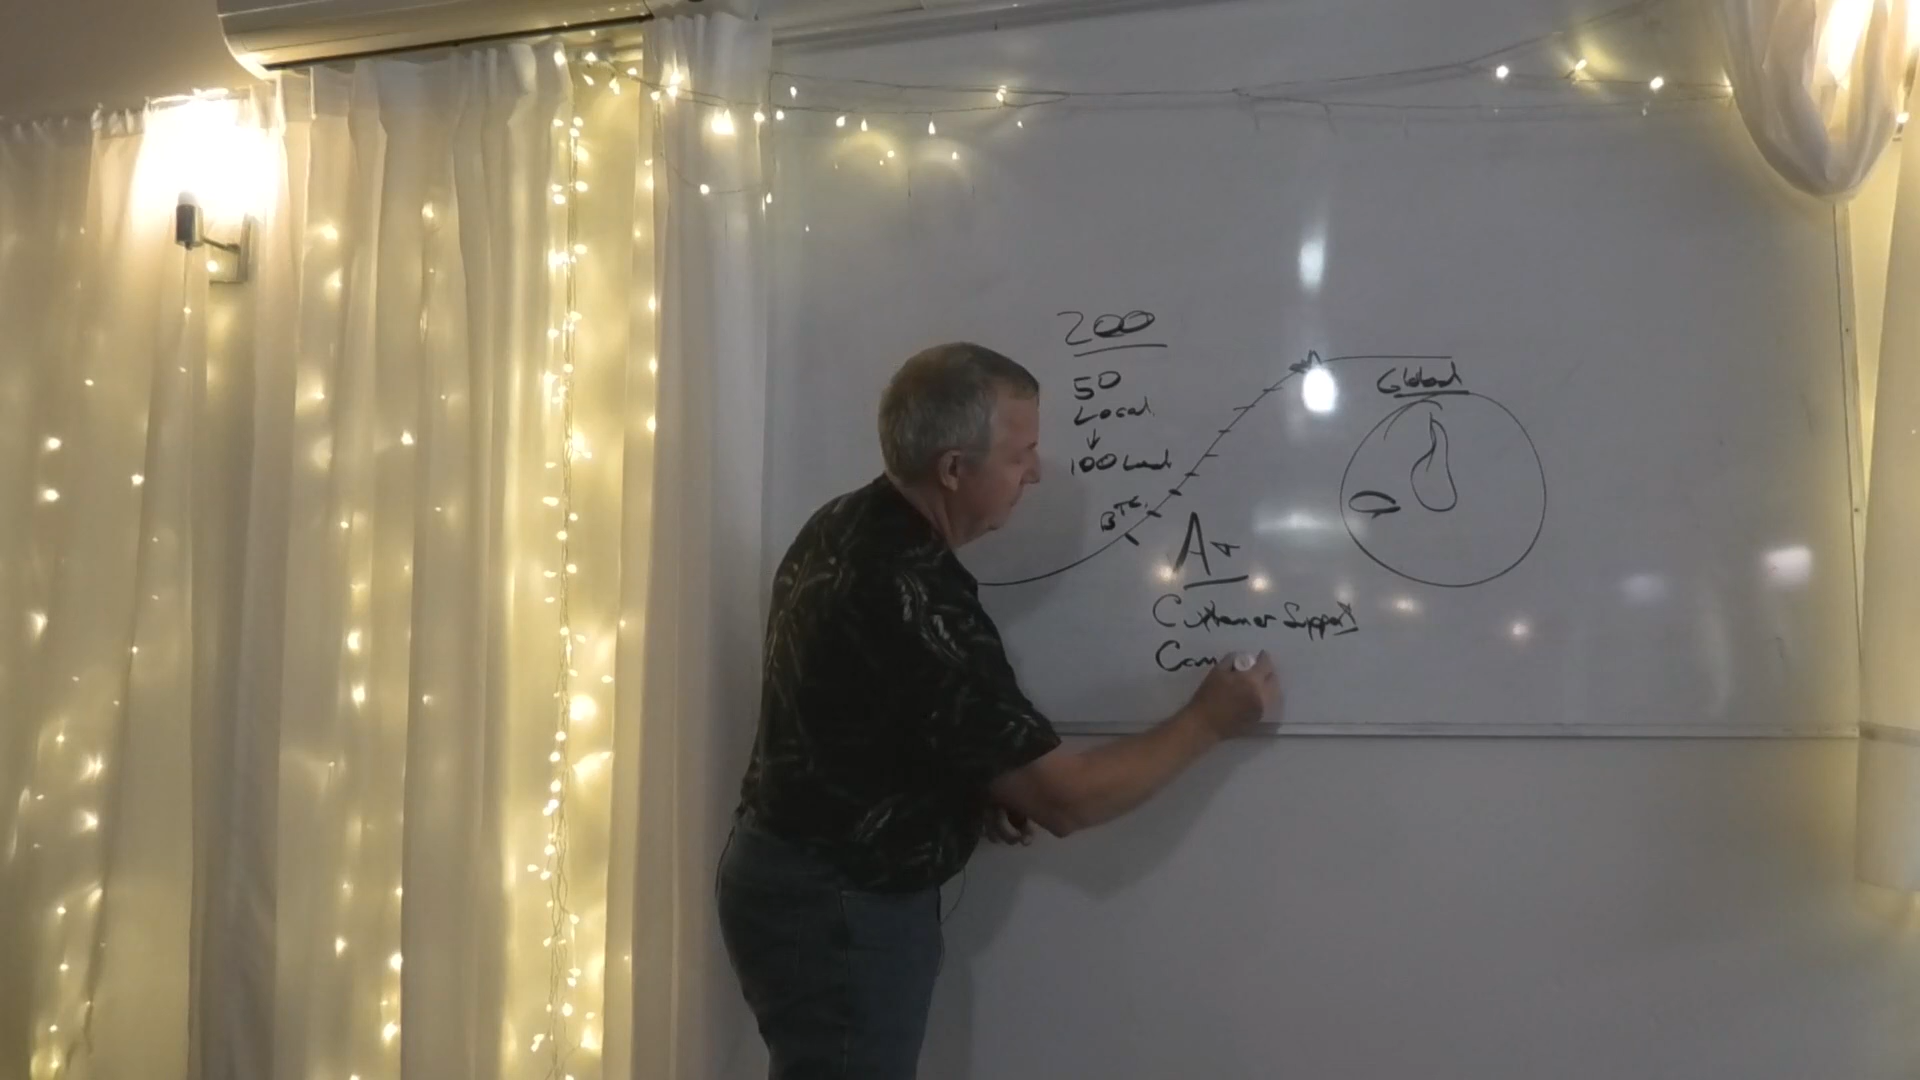 200
50
Local
↓
100 Local
BTC.
Global
Customer Support
Com